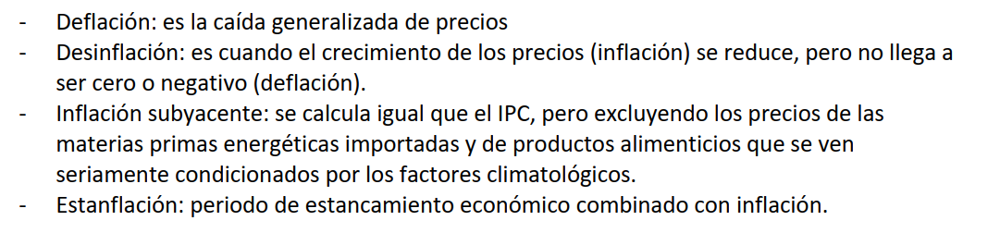 - Deflación: es la caída generalizada de precios
- Desinflación: es cuando el crecimiento de los precios (inflación) se reduce, pero no llega a
ser cero o negativo (deflación).
- Inflación subyacente: se calcula igual que el IPC, pero excluyendo los precios de las
materias primas energéticas importadas y de productos alimenticios que se ven
seriamente condicionados por los factores climatológicos.
- Estanflación: periodo de estancamiento económico combinado con inflación.